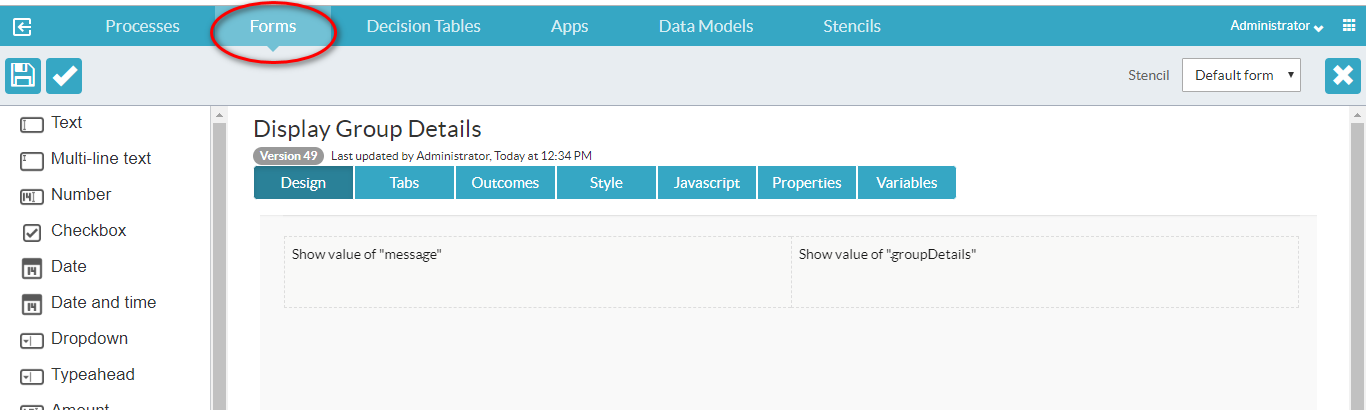 Processes Forms Decision Tables Apps Data Models Stencils Administrator
Stencil Default form
Text
Multi-line text
Number
Checkbox
Date
Date and time
Dropdown
Typeahead
Amount
Display Group Details
Version 49 Last updated by Administrator, Today at 12:34 PM
Design Tabs Outcomes Style Javascript Properties Variables
Show value of "message" Show value of "groupDetails"